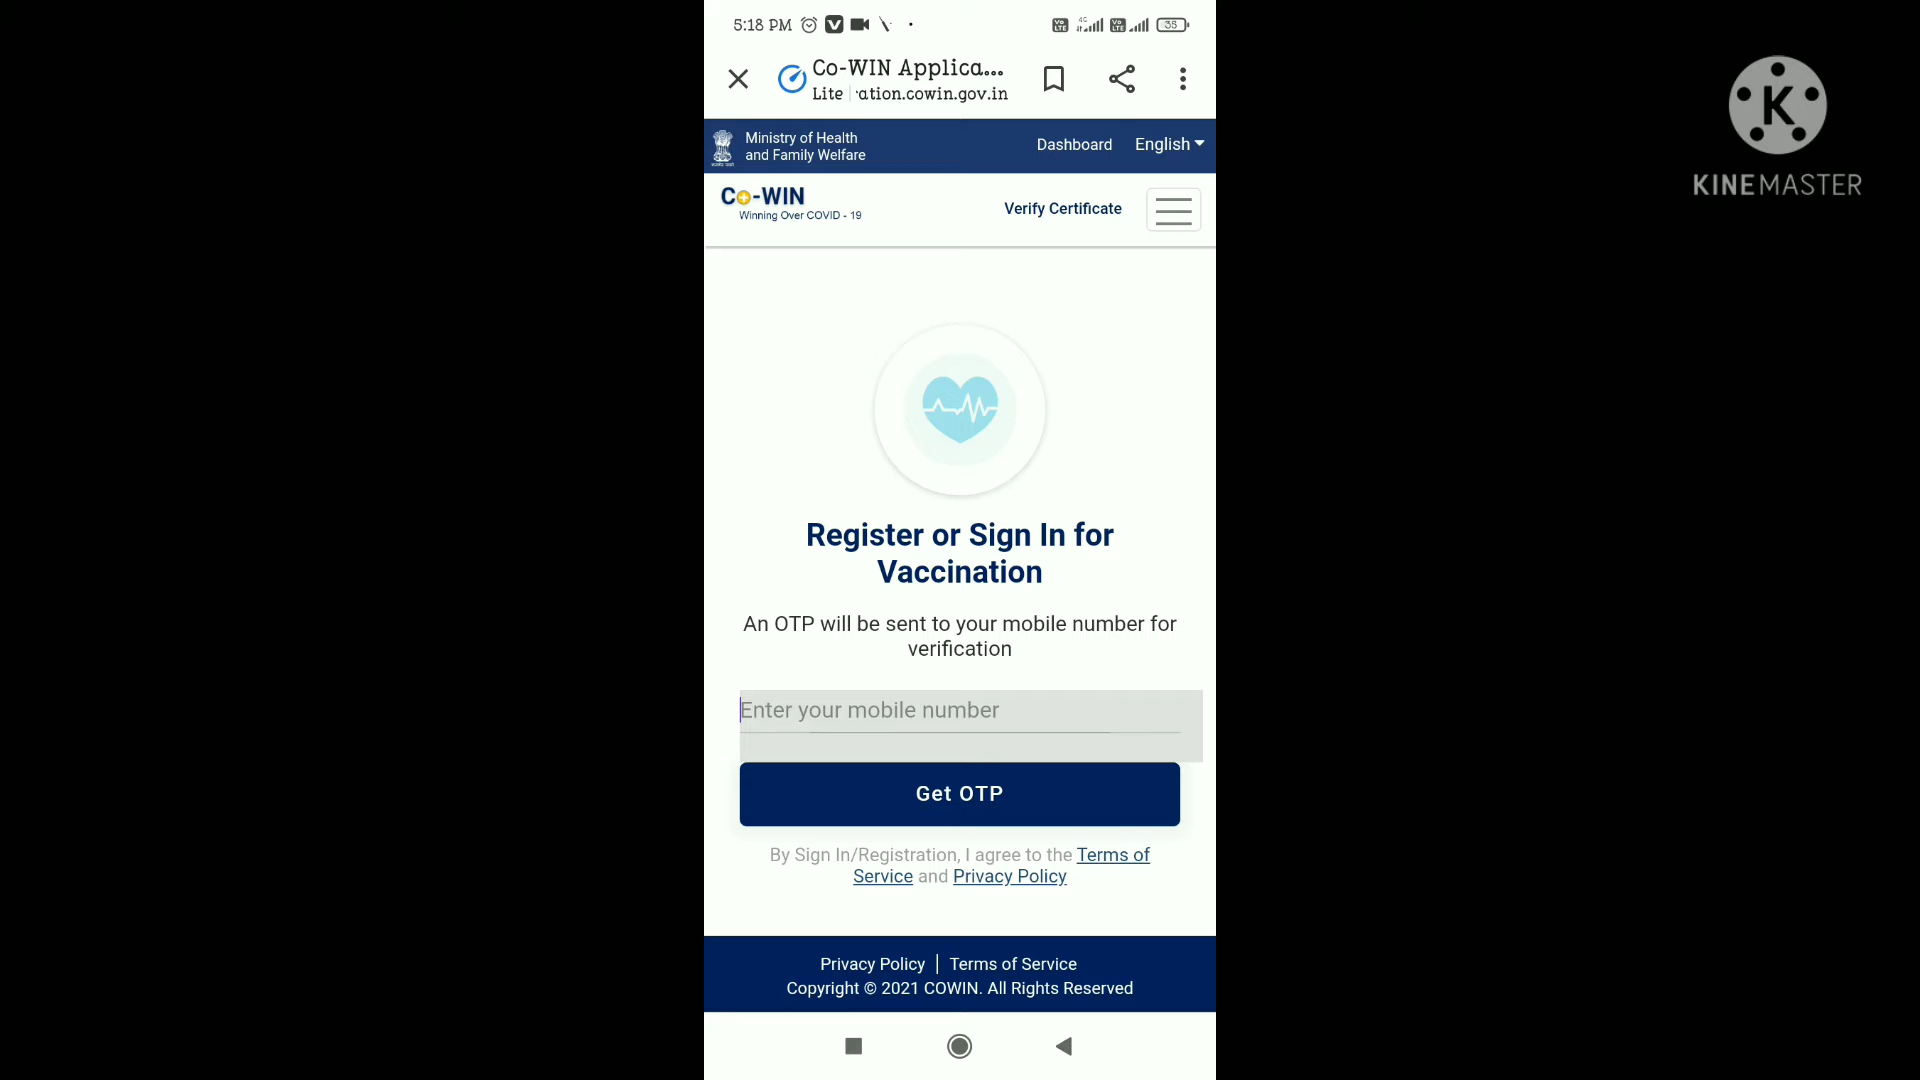 5:18 PM
35
Co-WIN Applica...
Lite
ation.cowin.gov.in
Ministry of Health
and Family Welfare
Dashboard
English
Co-WIN
Winning Over COVID - 19
Verify Certificate
Register or Sign In for
Vaccination
An OTP will be sent to your mobile number for
verification
Enter your mobile number
Get OTP
By Sign In/Registration, I agree to the Terms of
Service and Privacy Policy
Privacy Policy | Terms of Service
Copyright © 2021 COWIN. All Rights Reserved
K
KINEMASTER